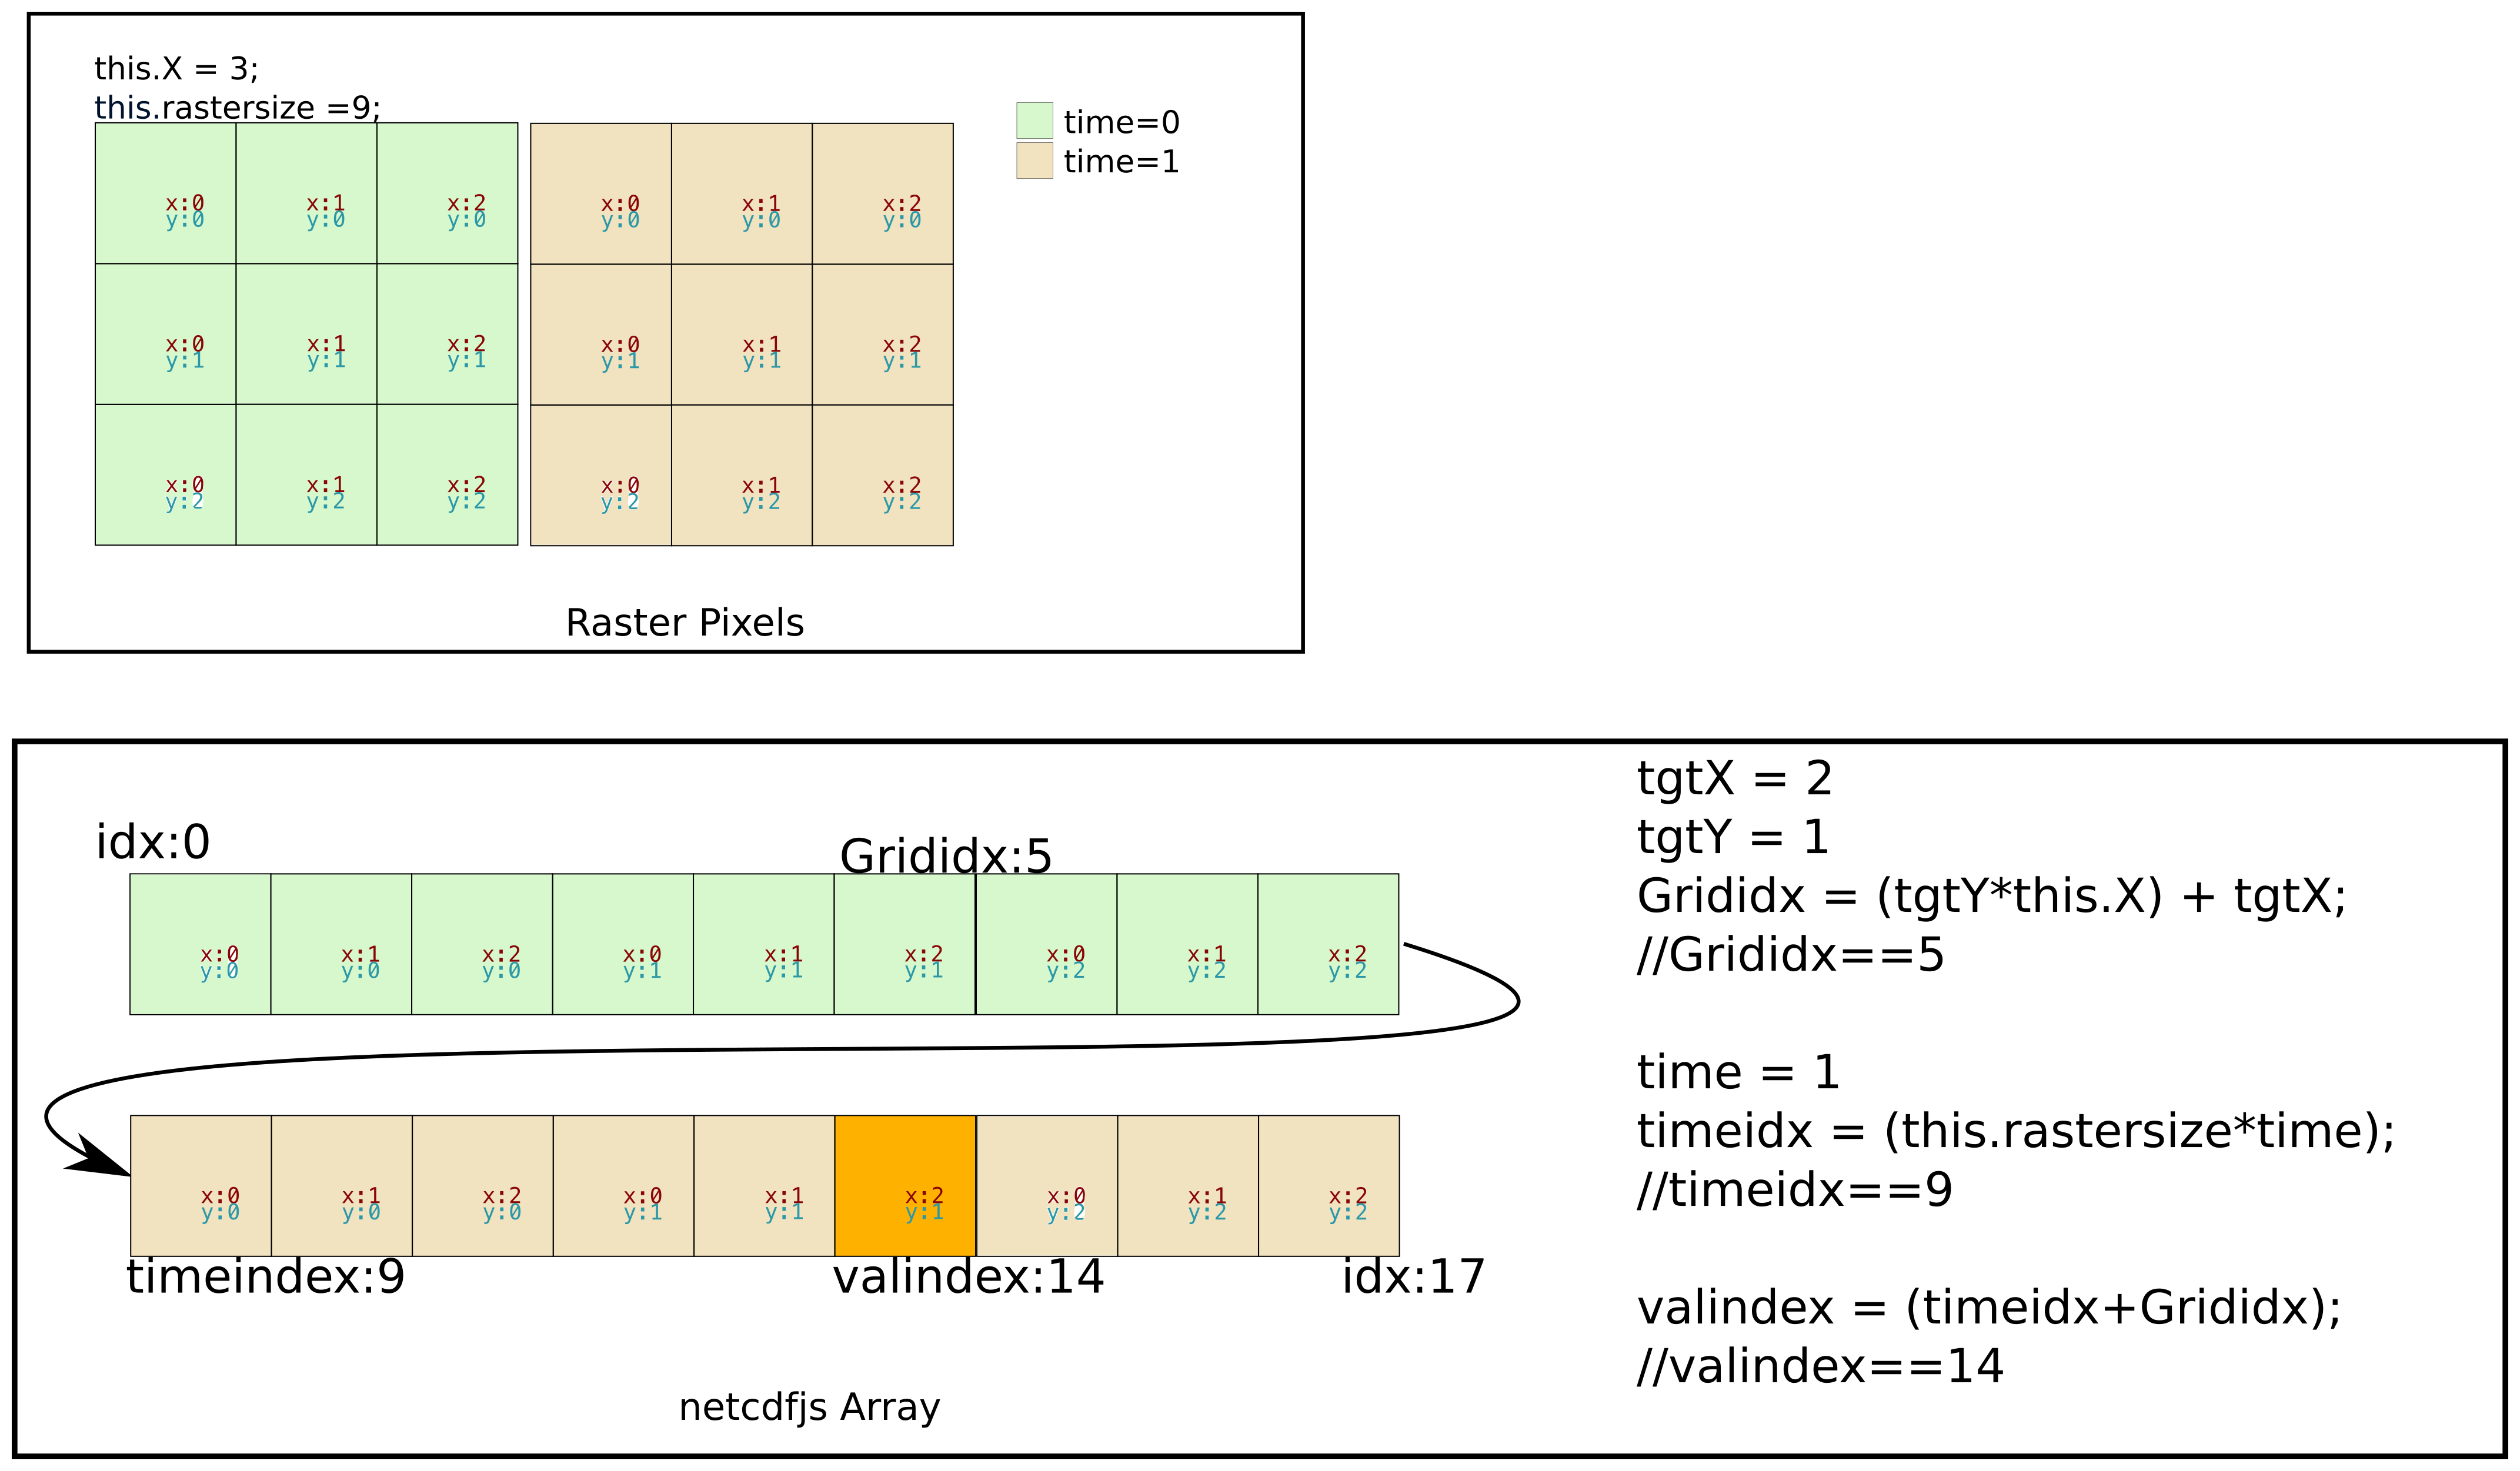 this.X = 3;
this.rastersize =9;
time=0
time=1
x:0 x:1 x:2 x:0 x:1 x:2
y:0 y:0 y:0 y:0 y:0 y:0
x:0 x:1 x:2 x:0 x:1 x:2
y:1 y:1 y:1 y:1 y:1 y:1
x:0 x:1 x:2 x:0 x:1 x:2
y:2 y:2 y:2 y:2 y:2 y:2
Raster Pixels
idx:0
Grididx:5
x:0 x:1 x:2 x:0 x:1 x:2 x:0 x:1 x:2
y:0 y:0 y:0 y:1 y:1 y:1 y:2 y:2 y:2
x:0 x:1 x:2 x:0 x:1 x:2 x:0 x:1 x:2
y:0 y:0 y:0 y:1 y:1 y:1 y:2 y:2 y:2
timeindex:9
valindex:14
idx:17
netcdfjs Array
tgtX = 2
tgtY = 1
Grididx = (tgtY*this.X) + tgtX;
//Grididx==5
time = 1
timeidx = (this.rastersize*time);
//timeidx==9
valindex = (timeidx+Grididx);
//valindex==14